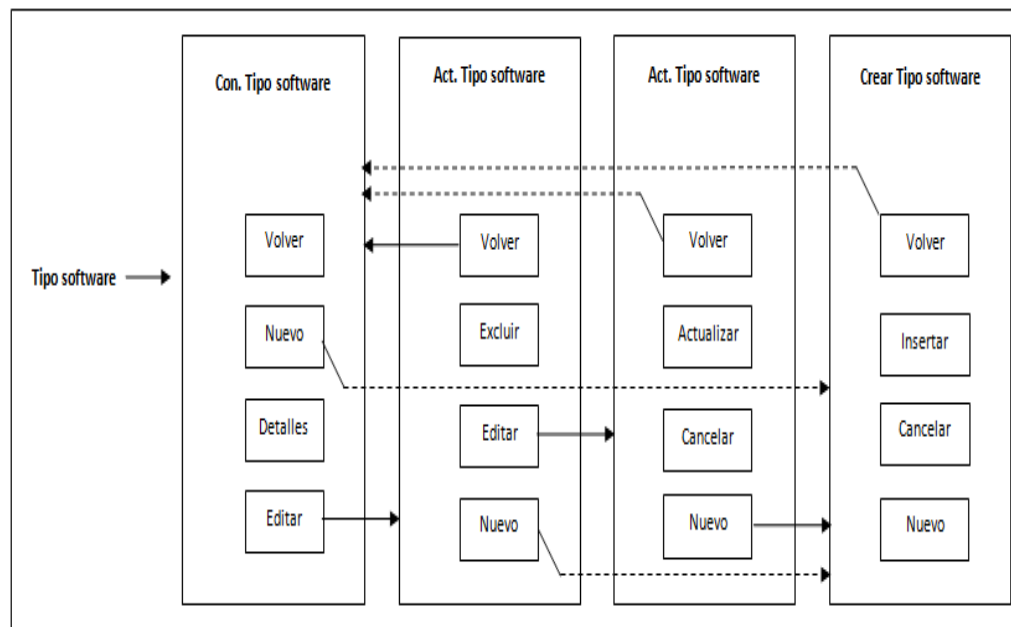 Con. Tipo software
Act. Tipo software
Act. Tipo software
Crear Tipo software
Tipo software
Volver
Nuevo
Detalles
Editar
Volver
Excluir
Editar
Nuevo
Volver
Actualizar
Cancelar
Nuevo
Volver
Insertar
Cancelar
Nuevo